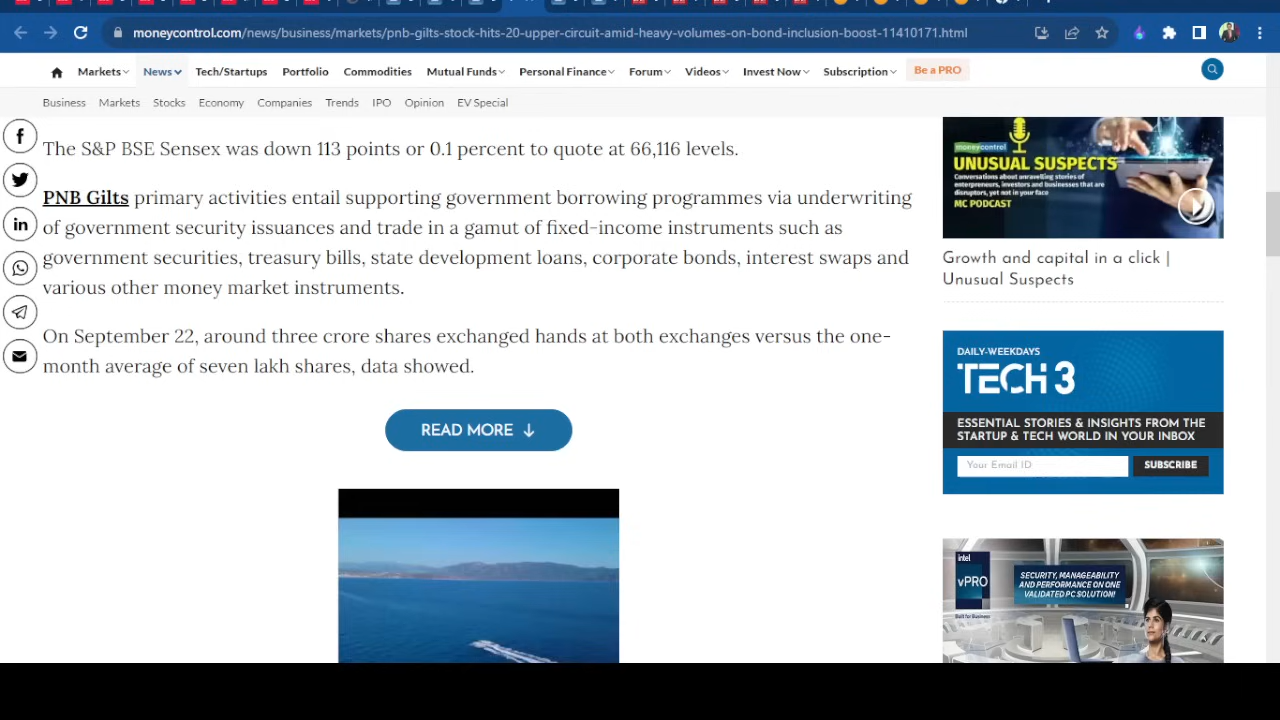 moneycontrol.com/news/business/markets/pnb-gilts-stock-hits-20-upper-circuit-amid-heavy-volumes-on-bond-inclusion-boost-11410171.html
Markets News Tech/Startups Portfolio Commodities Mutual Funds Personal Finance Forum Videos Invest Now Subscription Be a PRO
Business Markets Stocks Economy Companies Trends IPO Opinion EV Special
The S&P BSE Sensex was down 113 points or 0.1 percent to quote at 66,116 levels.
PNB Gilts primary activities entail supporting government borrowing programmes via underwriting
of government security issuances and trade in a gamut of fixed-income instruments such as
government securities, treasury bills, state development loans, corporate bonds, interest swaps and
various other money market instruments.
On September 22, around three crore shares exchanged hands at both exchanges versus the one-
month average of seven lakh shares, data showed.
READ MORE ↓
moneycontrol
UNUSUAL SUSPECTS
Conversations about unravelling stories of
enterpreneurs, investors and businesses that are
disruptors, yet not in your face
MC PODCAST
Growth and capital in a click |
Unusual Suspects
DAILY-WEEKDAYS
TECH 3
ESSENTIAL STORIES & INSIGHTS FROM THE
STARTUP & TECH WORLD IN YOUR INBOX
Your Email ID SUBSCRIBE
intel
vPRO
Built for Business
SECURITY, MANAGEABILITY
AND PERFORMANCE ON ONE
VALIDATED PC SOLUTION!